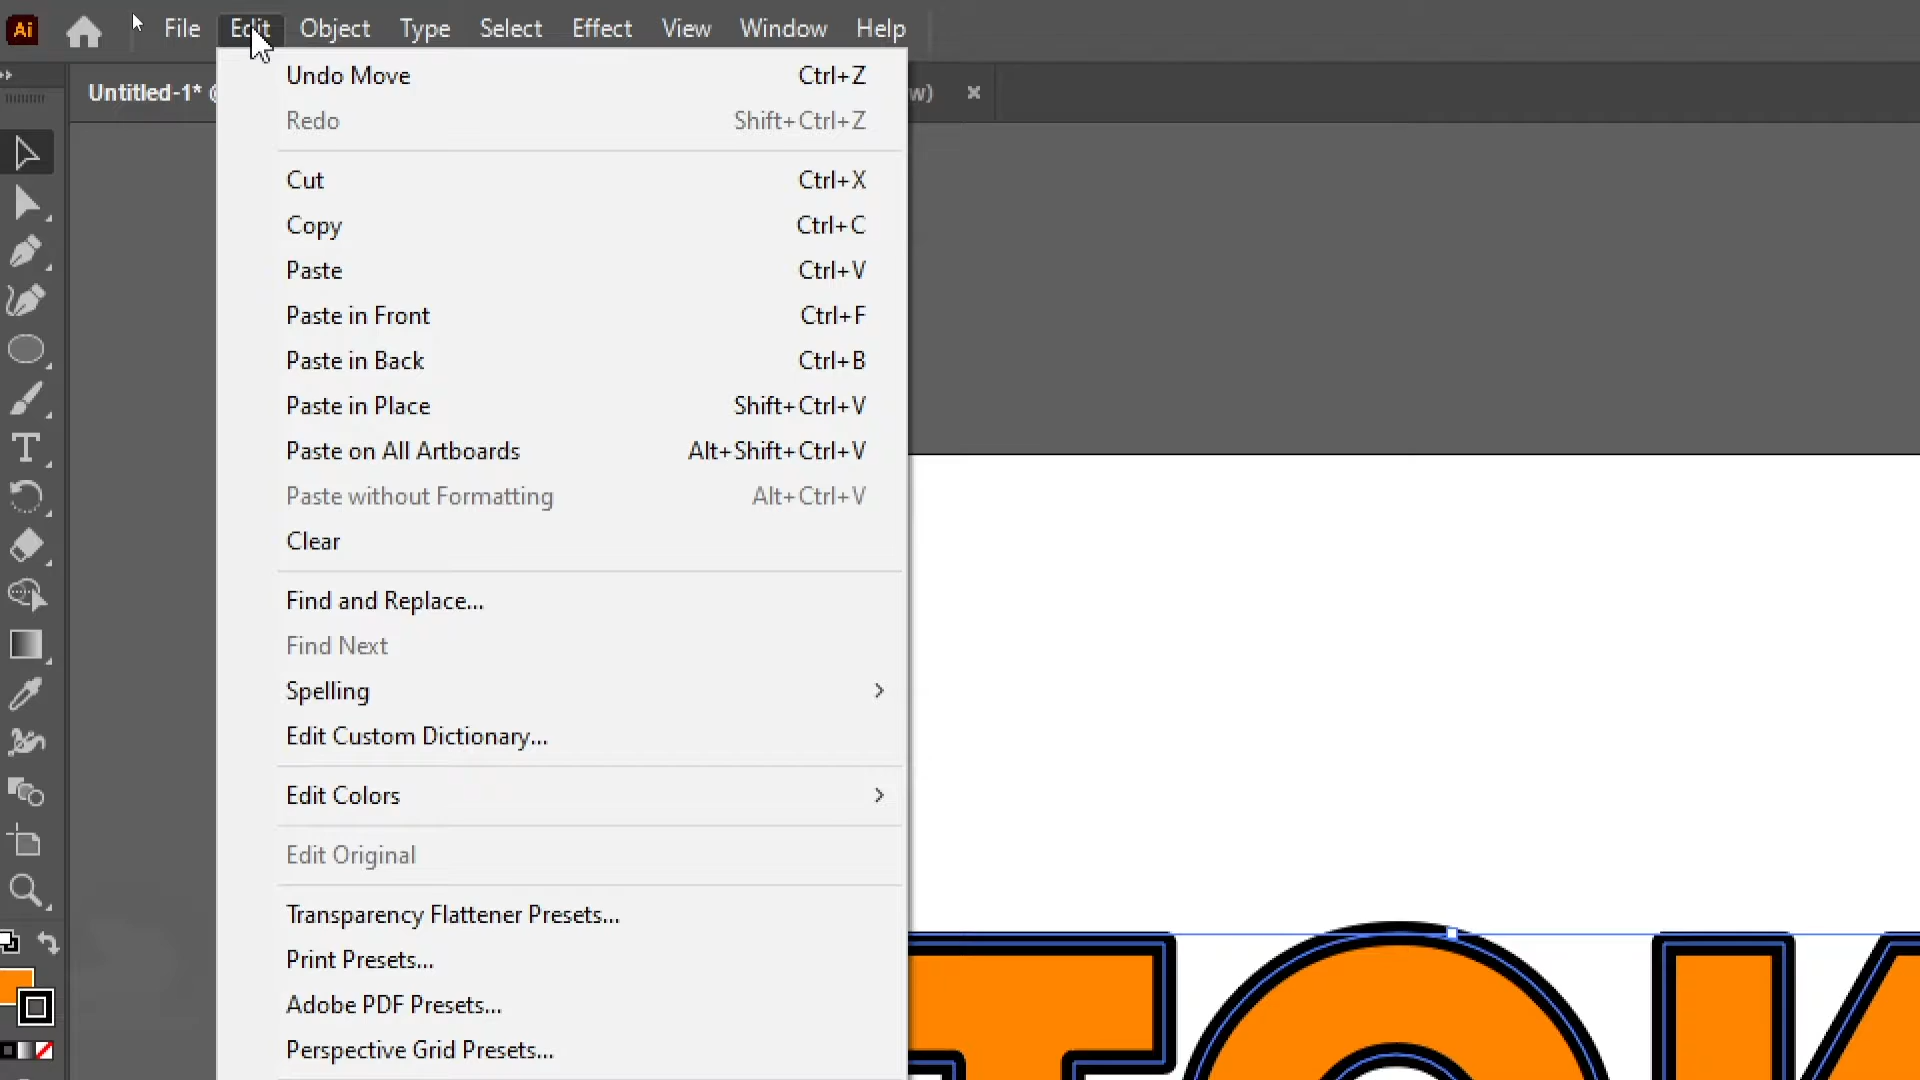 Ai File Edit Object Type Select Effect View Window Help
Untitled-1* w) ×
Undo Move Ctrl+Z
Redo Shift+Ctrl+Z
Cut Ctrl+X
Copy Ctrl+C
Paste Ctrl+V
Paste in Front Ctrl+F
Paste in Back Ctrl+B
Paste in Place Shift+Ctrl+V
Paste on All Artboards Alt+Shift+Ctrl+V
Paste without Formatting Alt+Ctrl+V
Clear
Find and Replace...
Find Next
Spelling
Edit Custom Dictionary...
Edit Colors
Edit Original
Transparency Flattener Presets...
Print Presets...
Adobe PDF Presets...
Perspective Grid Presets...